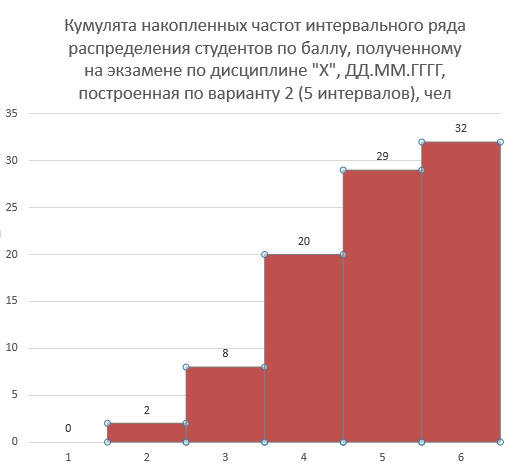 Кумулята накопленных частот интервального ряда
распределения студентов по баллу, полученному
на экзамене по дисциплине "Х", ДД.ММ.ГГГГ,
построенная по варианту 2 (5 интервалов), чел
35
30
25
20
15
10
5
0
0
2
8
20
29
32
1 2 3 4 5 6